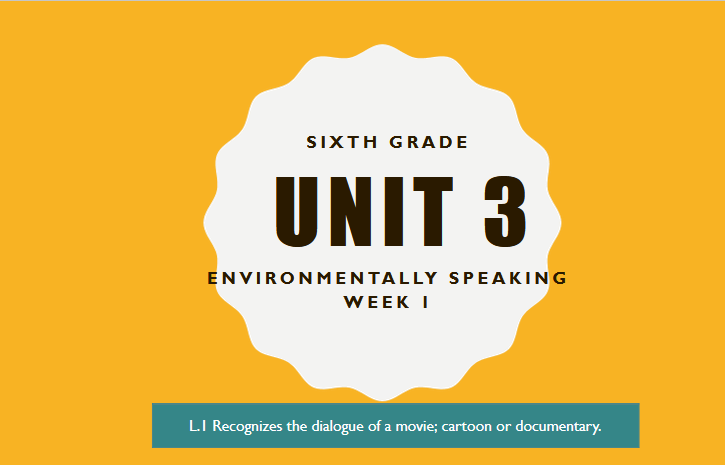 SIXTH GRADE
UNIT 3
ENVIRONMENTALLY SPEAKING
WEEK 1
L.1 Recognizes the dialogue of a movie; cartoon or documentary.